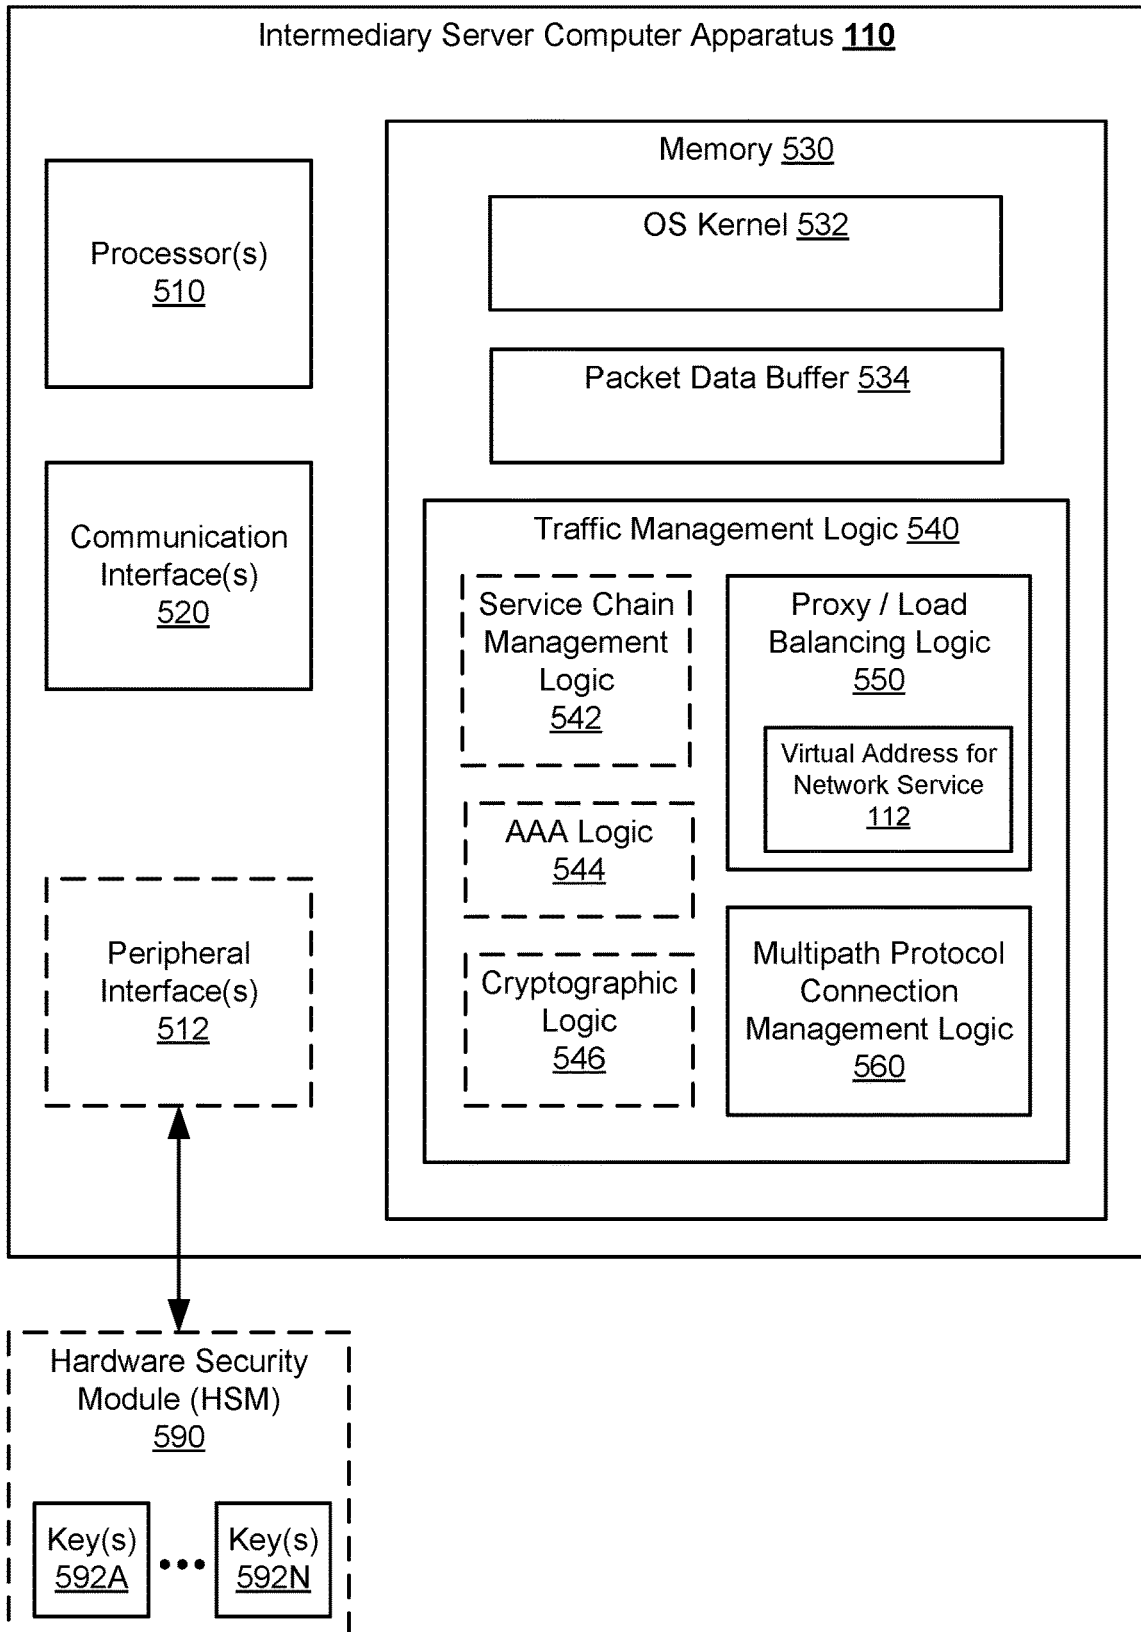 Intermediary Server Computer Apparatus 110
Processor(s)
510
Communication
Interface(s)
520
Peripheral
Interface(s)
512
Memory 530
OS Kernel 532
Packet Data Buffer 534
Traffic Management Logic 540
Service Chain
Management
Logic
542
AAA Logic
544
Cryptographic
Logic
546
Proxy / Load
Balancing Logic
550
Virtual Address for
Network Service
112
Multipath Protocol
Connection
Management Logic
560
Hardware Security
Module (HSM)
590
Key(s)
592A
•••
Key(s)
592N